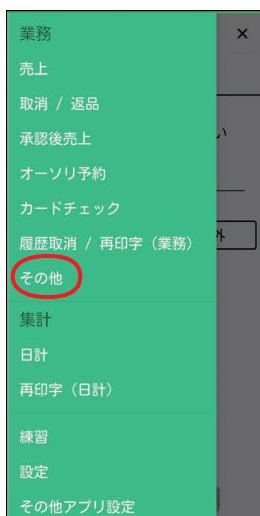 業務
×
売上
取消 / 返品
承認後売上
い
オーソリ予約
カードチェック
履歴取消 / 再印字（業務）
外
その他
集計
日計
再印字（日計）
練習
設定
その他アプリ設定